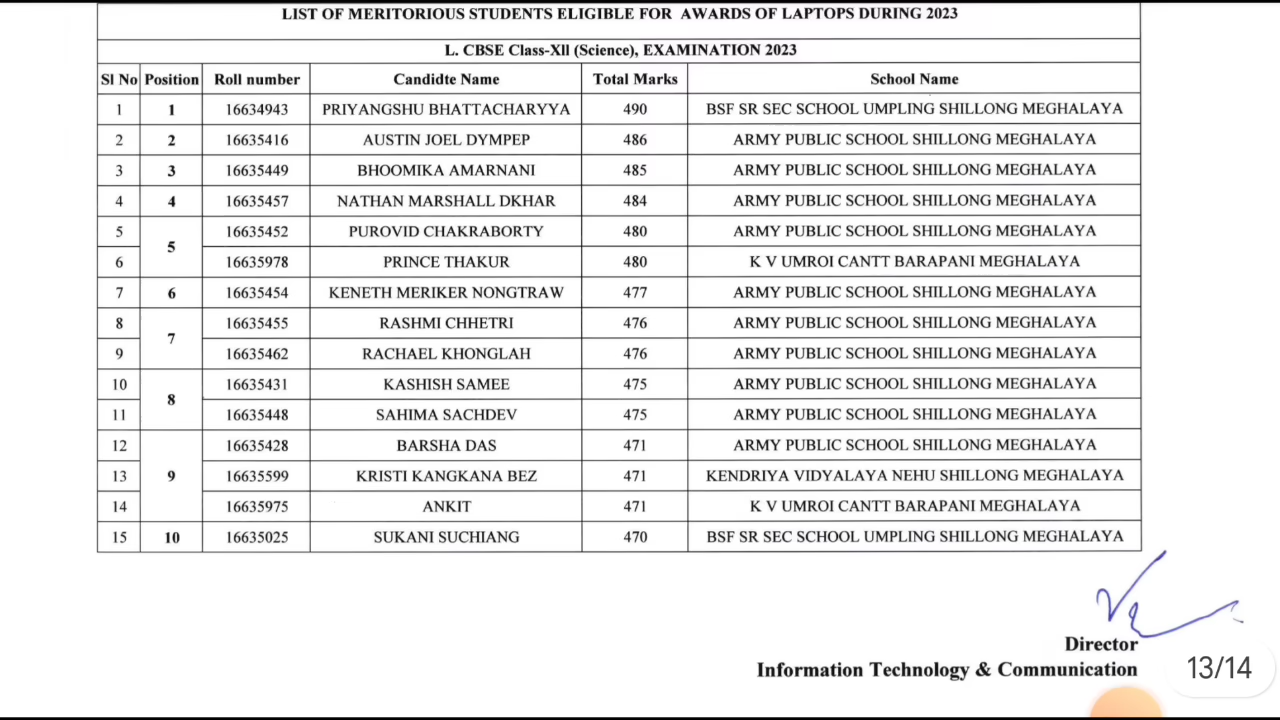 LIST OF MERITORIOUS STUDENTS ELIGIBLE FOR AWARDS OF LAPTOPS DURING 2023
L. CBSE Class-XII (Science), EXAMINATION 2023
Sl No Position Roll number Candidte Name Total Marks School Name
1 1 16634943 PRIYANGSHU BHATTACHARYYA 490 BSF SR SEC SCHOOL UMPLING SHILLONG MEGHALAYA
2 2 16635416 AUSTIN JOEL DYMPEP 486 ARMY PUBLIC SCHOOL SHILLONG MEGHALAYA
3 3 16635449 BHOOMIKA AMARNANI 485 ARMY PUBLIC SCHOOL SHILLONG MEGHALAYA
4 4 16635457 NATHAN MARSHALL DKHAR 484 ARMY PUBLIC SCHOOL SHILLONG MEGHALAYA
5 5 16635452 PUROVID CHAKRABORTY 480 ARMY PUBLIC SCHOOL SHILLONG MEGHALAYA
6 16635978 PRINCE THAKUR 480 K V UMROI CANTT BARAPANI MEGHALAYA
7 6 16635454 KENETH MERIKER NONGTRAW 477 ARMY PUBLIC SCHOOL SHILLONG MEGHALAYA
8 7 16635455 RASHMI CHHETRI 476 ARMY PUBLIC SCHOOL SHILLONG MEGHALAYA
9 16635462 RACHAEL KHONGLAH 476 ARMY PUBLIC SCHOOL SHILLONG MEGHALAYA
10 8 16635431 KASHISH SAMEE 475 ARMY PUBLIC SCHOOL SHILLONG MEGHALAYA
11 16635448 SAHIMA SACHDEV 475 ARMY PUBLIC SCHOOL SHILLONG MEGHALAYA
12 16635428 BARSHA DAS 471 ARMY PUBLIC SCHOOL SHILLONG MEGHALAYA
13 9 16635599 KRISTI KANGKANA BEZ 471 KENDRIYA VIDYALAYA NEHU SHILLONG MEGHALAYA
14 16635975 ANKIT 471 K V UMROI CANTT BARAPANI MEGHALAYA
15 10 16635025 SUKANI SUCHIANG 470 BSF SR SEC SCHOOL UMPLING SHILLONG MEGHALAYA
Director
Information Technology & Communication
13/14